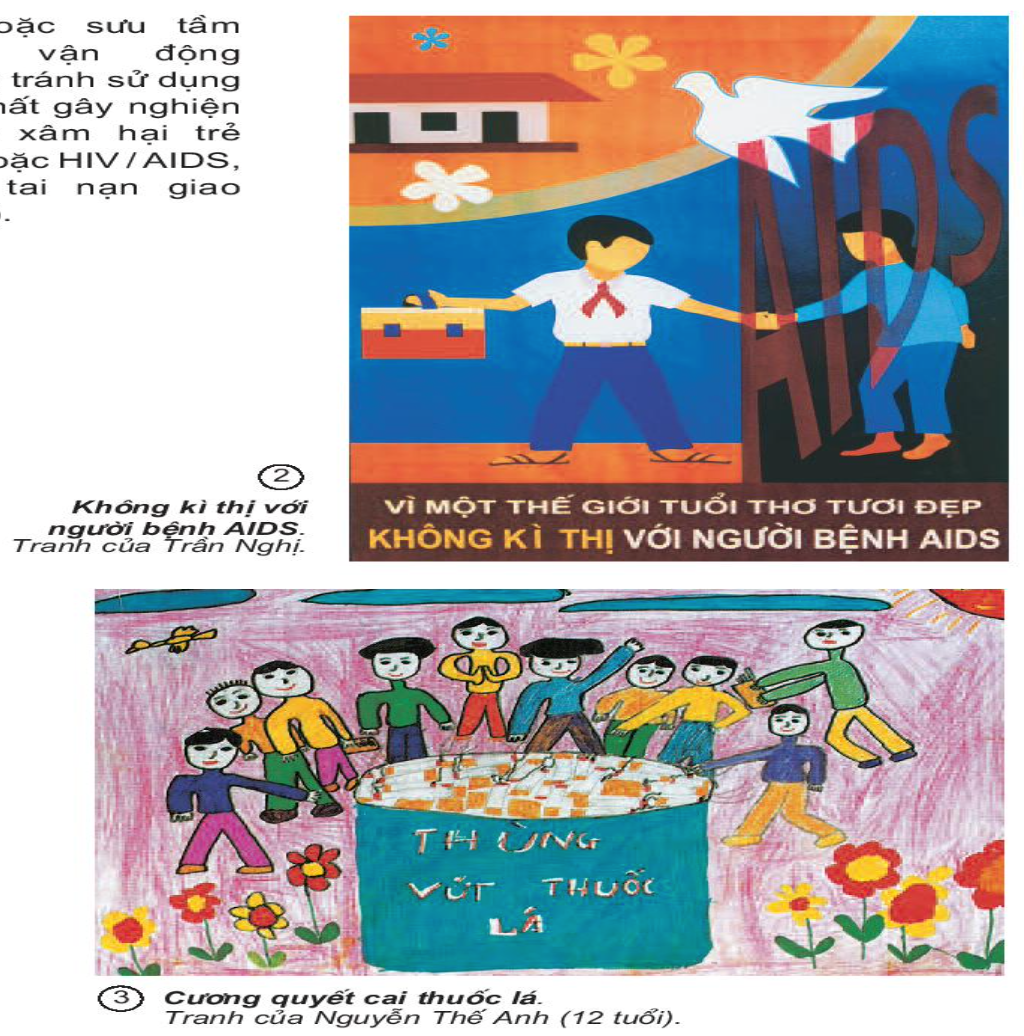 oặc sưu tầm
vận động
tránh sử dụng
hất gây nghiện
xâm hại trẻ
oặc HIV / AIDS,
tai nạn giao
AIDS
2
Không kì thị với
người bệnh AIDS.
Tranh của Trần Nghị.
VÌ MỘT THẾ GIỚI TUỔI THƠ TƯƠI ĐẸP
KHÔNG KÌ THỊ VỚI NGƯỜI BỆNH AIDS
THÙNG
VỨT THUỐC
LÁ
3 Cương quyết cai thuốc lá.
Tranh của Nguyễn Thế Anh (12 tuổi).